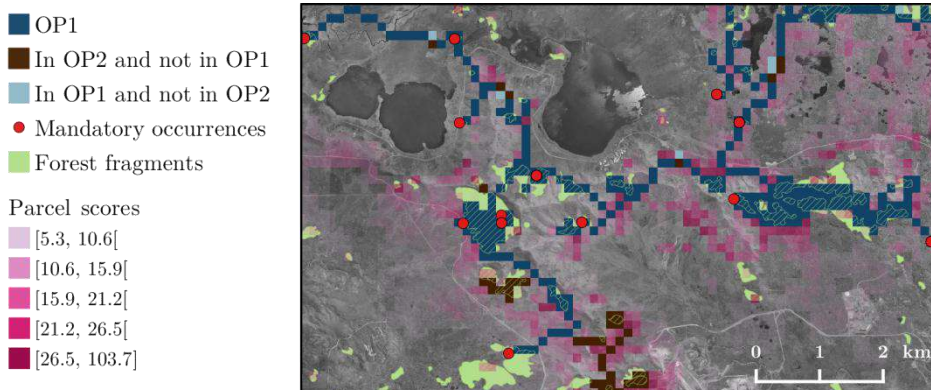 OP1
In OP2 and not in OP1
In OP1 and not in OP2
Mandatory occurrences
Forest fragments
Parcel scores
[5.3, 10.6[
[10.6, 15.9[
[15.9, 21.2[
[21.2, 26.5[
[26.5, 103.7]
0 1 2 km